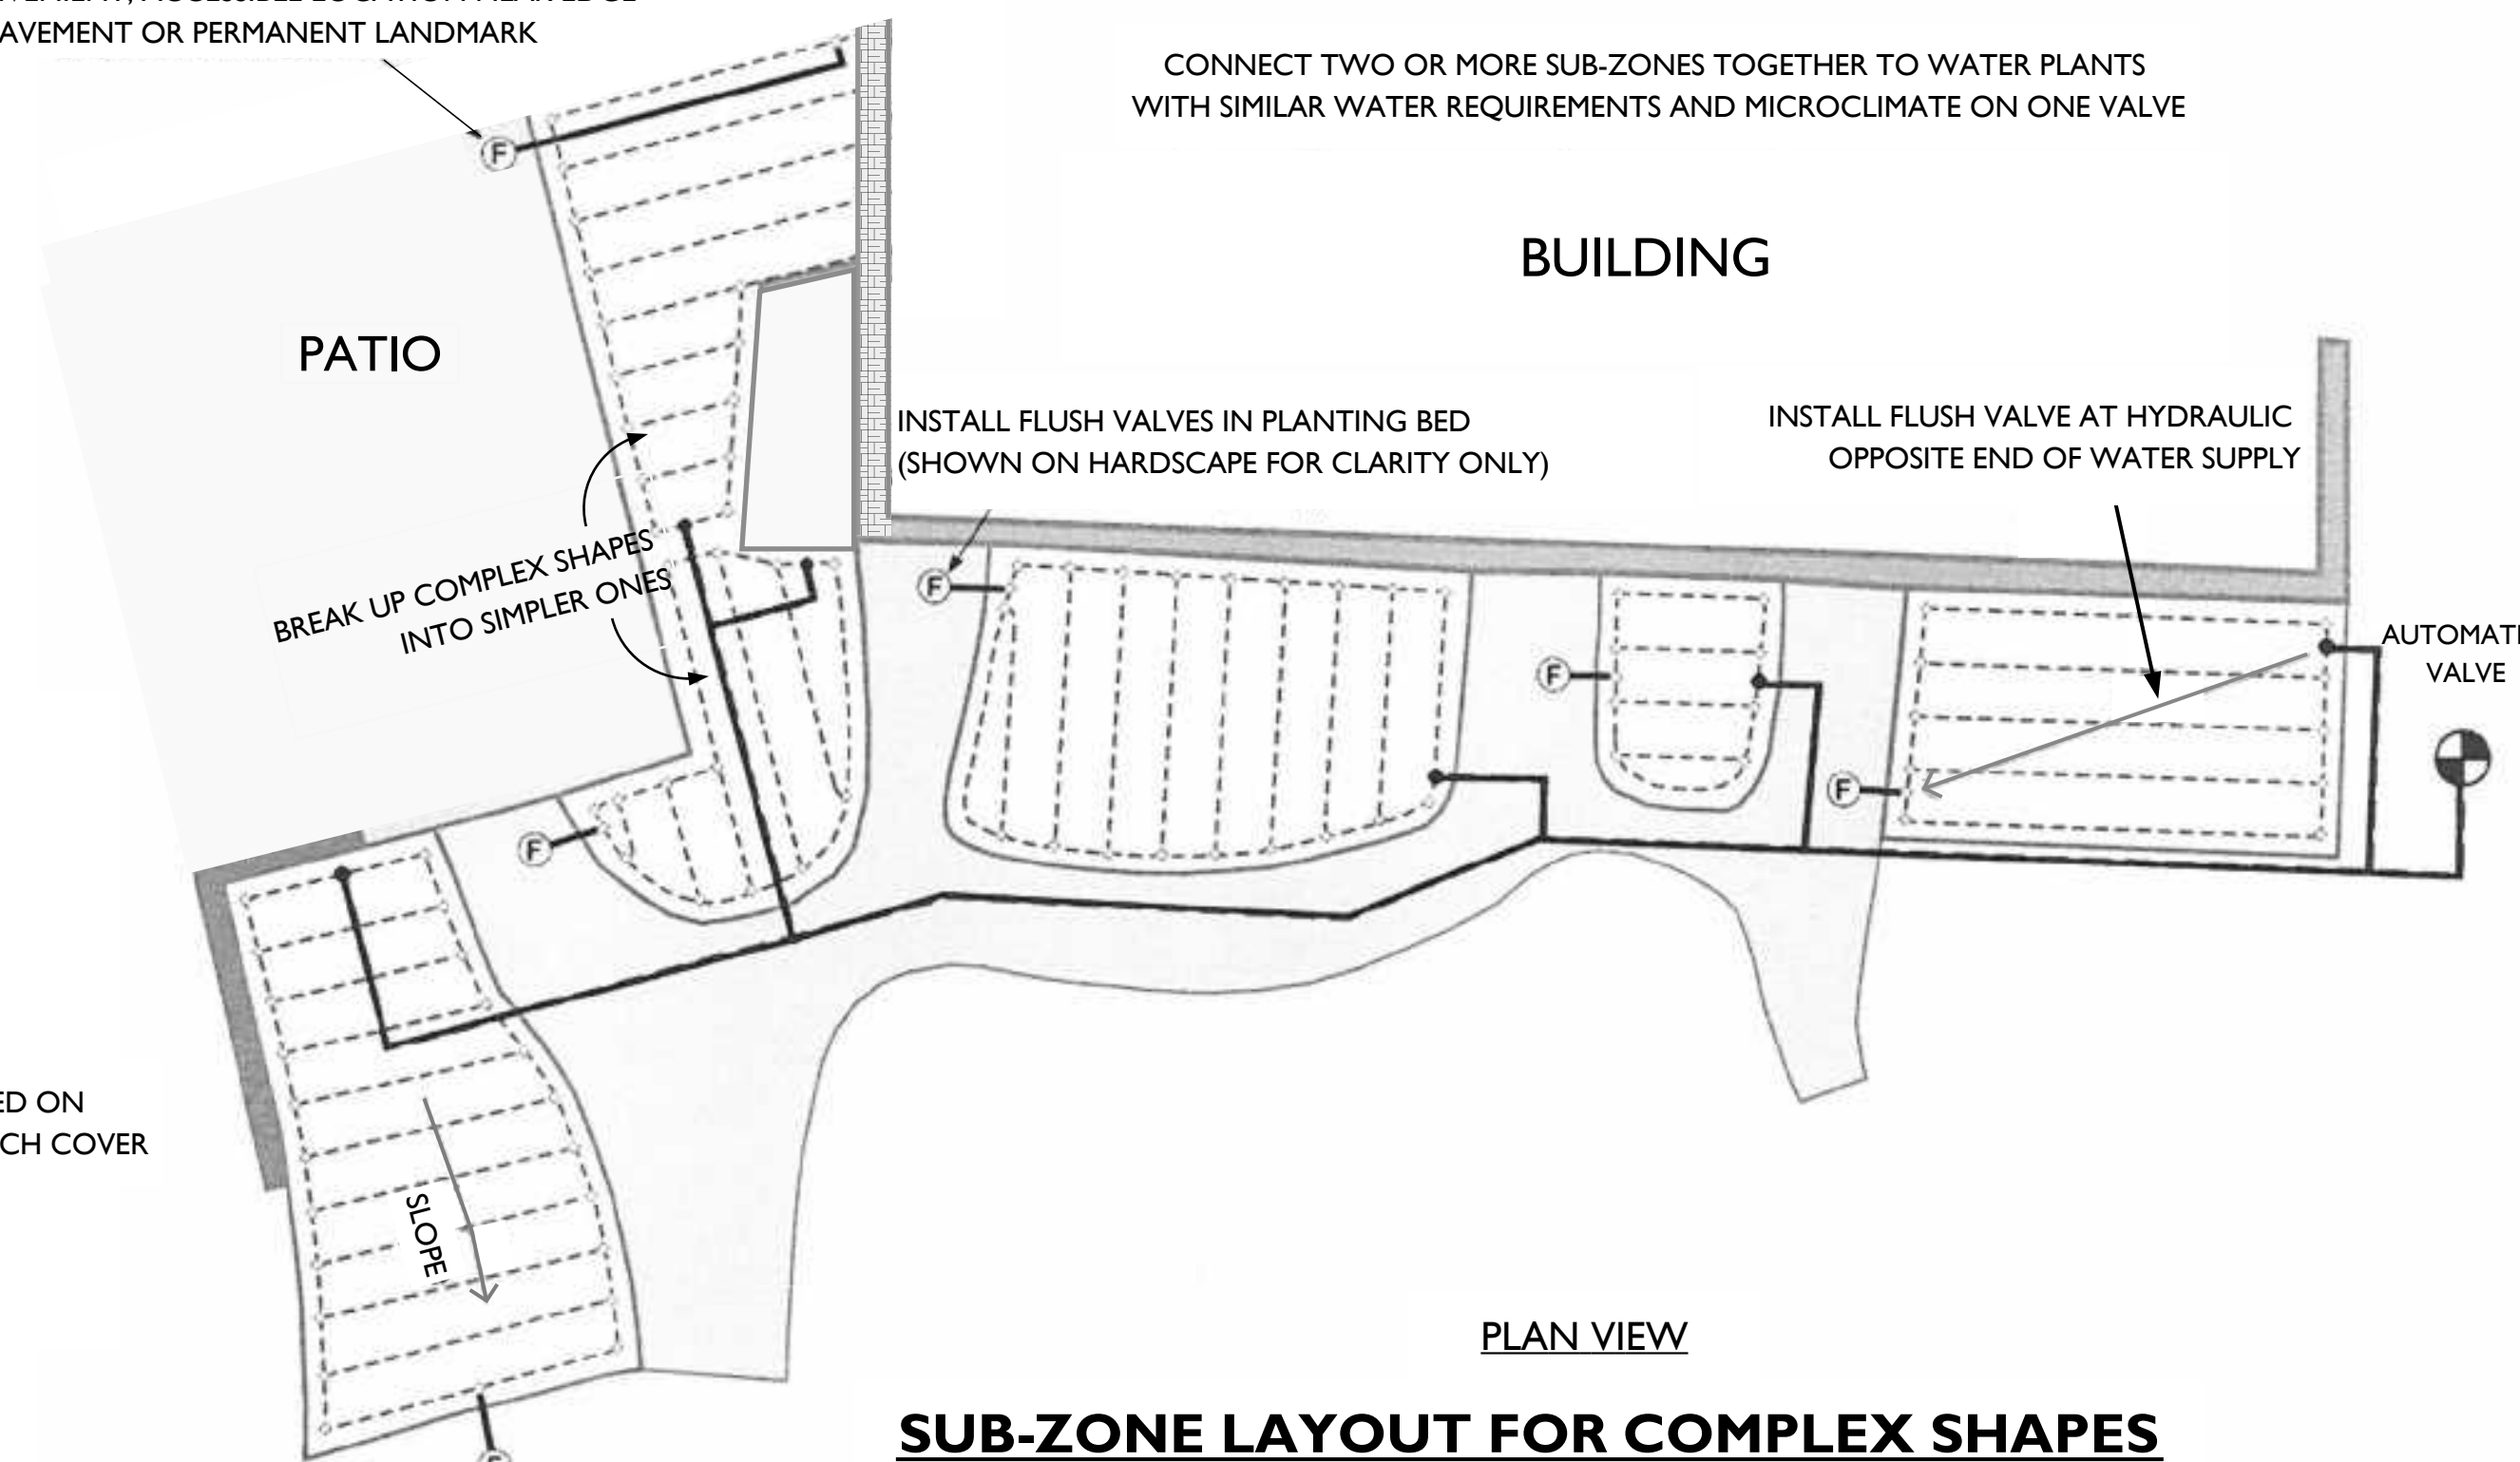 AVEMENT OR PERMANENT LANDMARK
CONNECT TWO OR MORE SUB-ZONES TOGETHER TO WATER PLANTS
WITH SIMILAR WATER REQUIREMENTS AND MICROCLIMATE ON ONE VALVE
F
BUILDING
PATIO
INSTALL FLUSH VALVES IN PLANTING BED
(SHOWN ON HARDSCAPE FOR CLARITY ONLY)
INSTALL FLUSH VALVE AT HYDRAULIC
OPPOSITE END OF WATER SUPPLY
BREAK UP COMPLEX SHAPES
INTO SIMPLER ONES
F
F
F
F
AUTOMATI
VALVE
ED ON
CH COVER
SLOPE
PLAN VIEW
SUB-ZONE LAYOUT FOR COMPLEX SHAPES